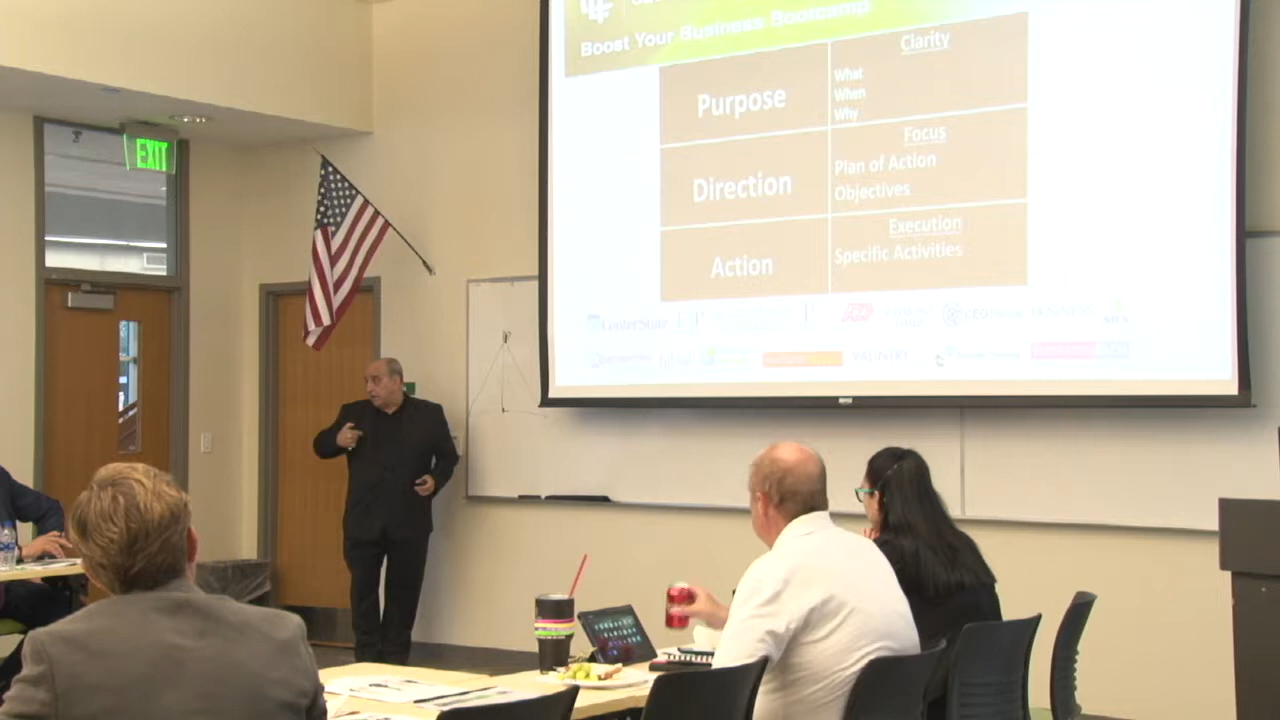 Boost Your Business Bootcamp
Purpose
Clarity
What
When
Why
Direction
Focus
Plan of Action
Objectives
Action
Execution
Specific Activities
CenterState
ADP
EXIT